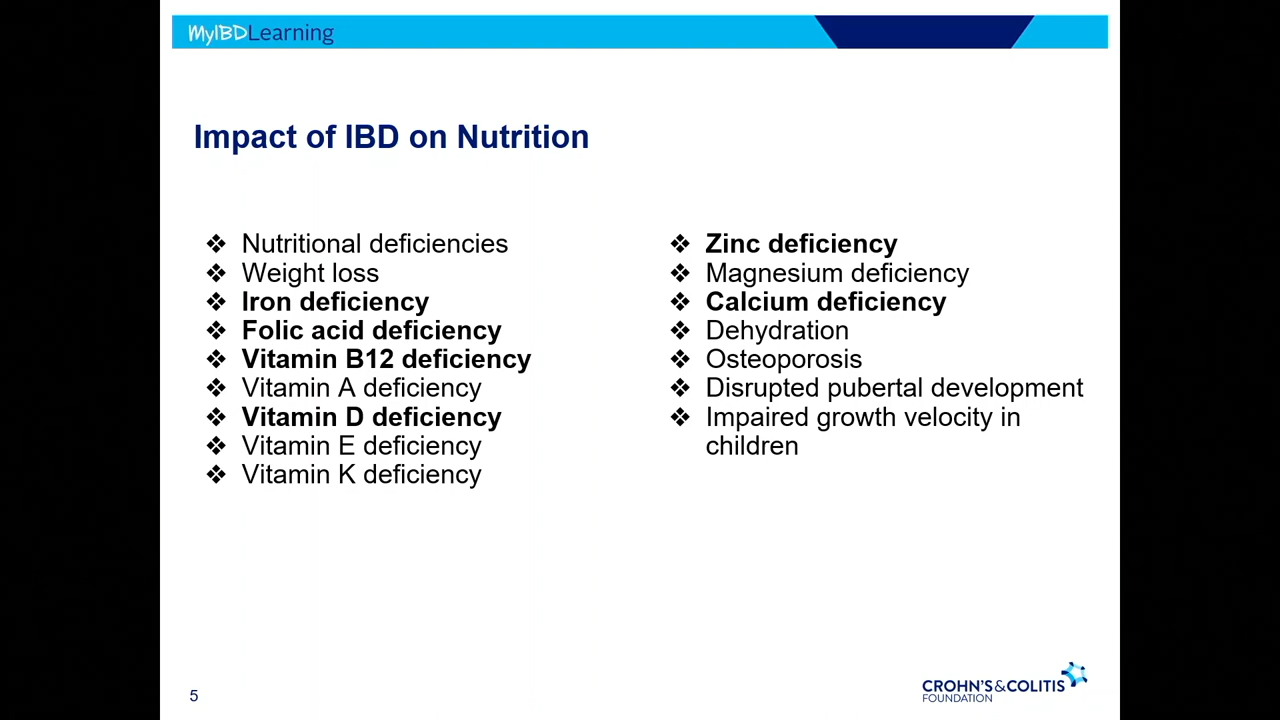 MyIBDLearning
Impact of IBD on Nutrition
❖ Nutritional deficiencies
❖ Weight loss
❖ Iron deficiency
❖ Folic acid deficiency
❖ Vitamin B12 deficiency
❖ Vitamin A deficiency
❖ Vitamin D deficiency
❖ Vitamin E deficiency
❖ Vitamin K deficiency
❖ Zinc deficiency
❖ Magnesium deficiency
❖ Calcium deficiency
❖ Dehydration
❖ Osteoporosis
❖ Disrupted pubertal development
❖ Impaired growth velocity in
children
5
CROHN'S&COLITIS
FOUNDATION